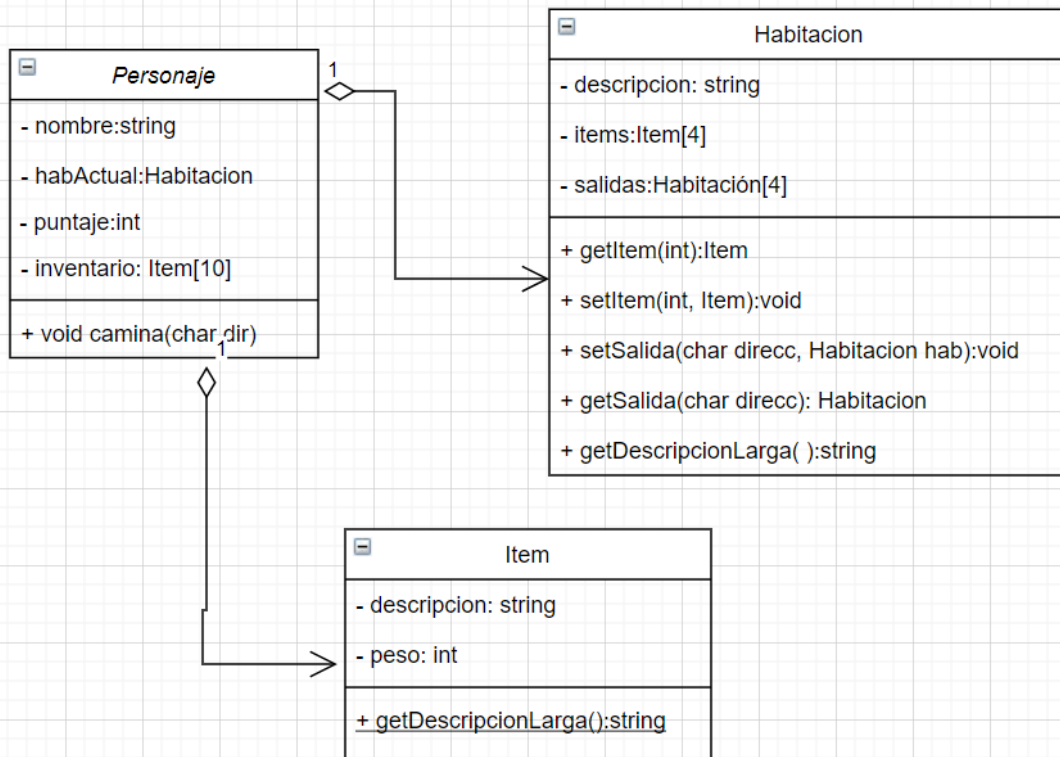 Personaje
- nombre:string
- habActual:Habitacion
- puntaje:int
- inventario: Item[10]
+ void camina(char dir)
1
1
Habitacion
- descripcion: string
- items:Item[4]
- salidas:Habitación[4]
+ getItem(int):Item
+ setItem(int, Item):void
+ setSalida(char direcc, Habitacion hab):void
+ getSalida(char direcc): Habitacion
+ getDescripcionLarga( ):string
Item
- descripcion: string
- peso: int
+ getDescripcionLarga():string